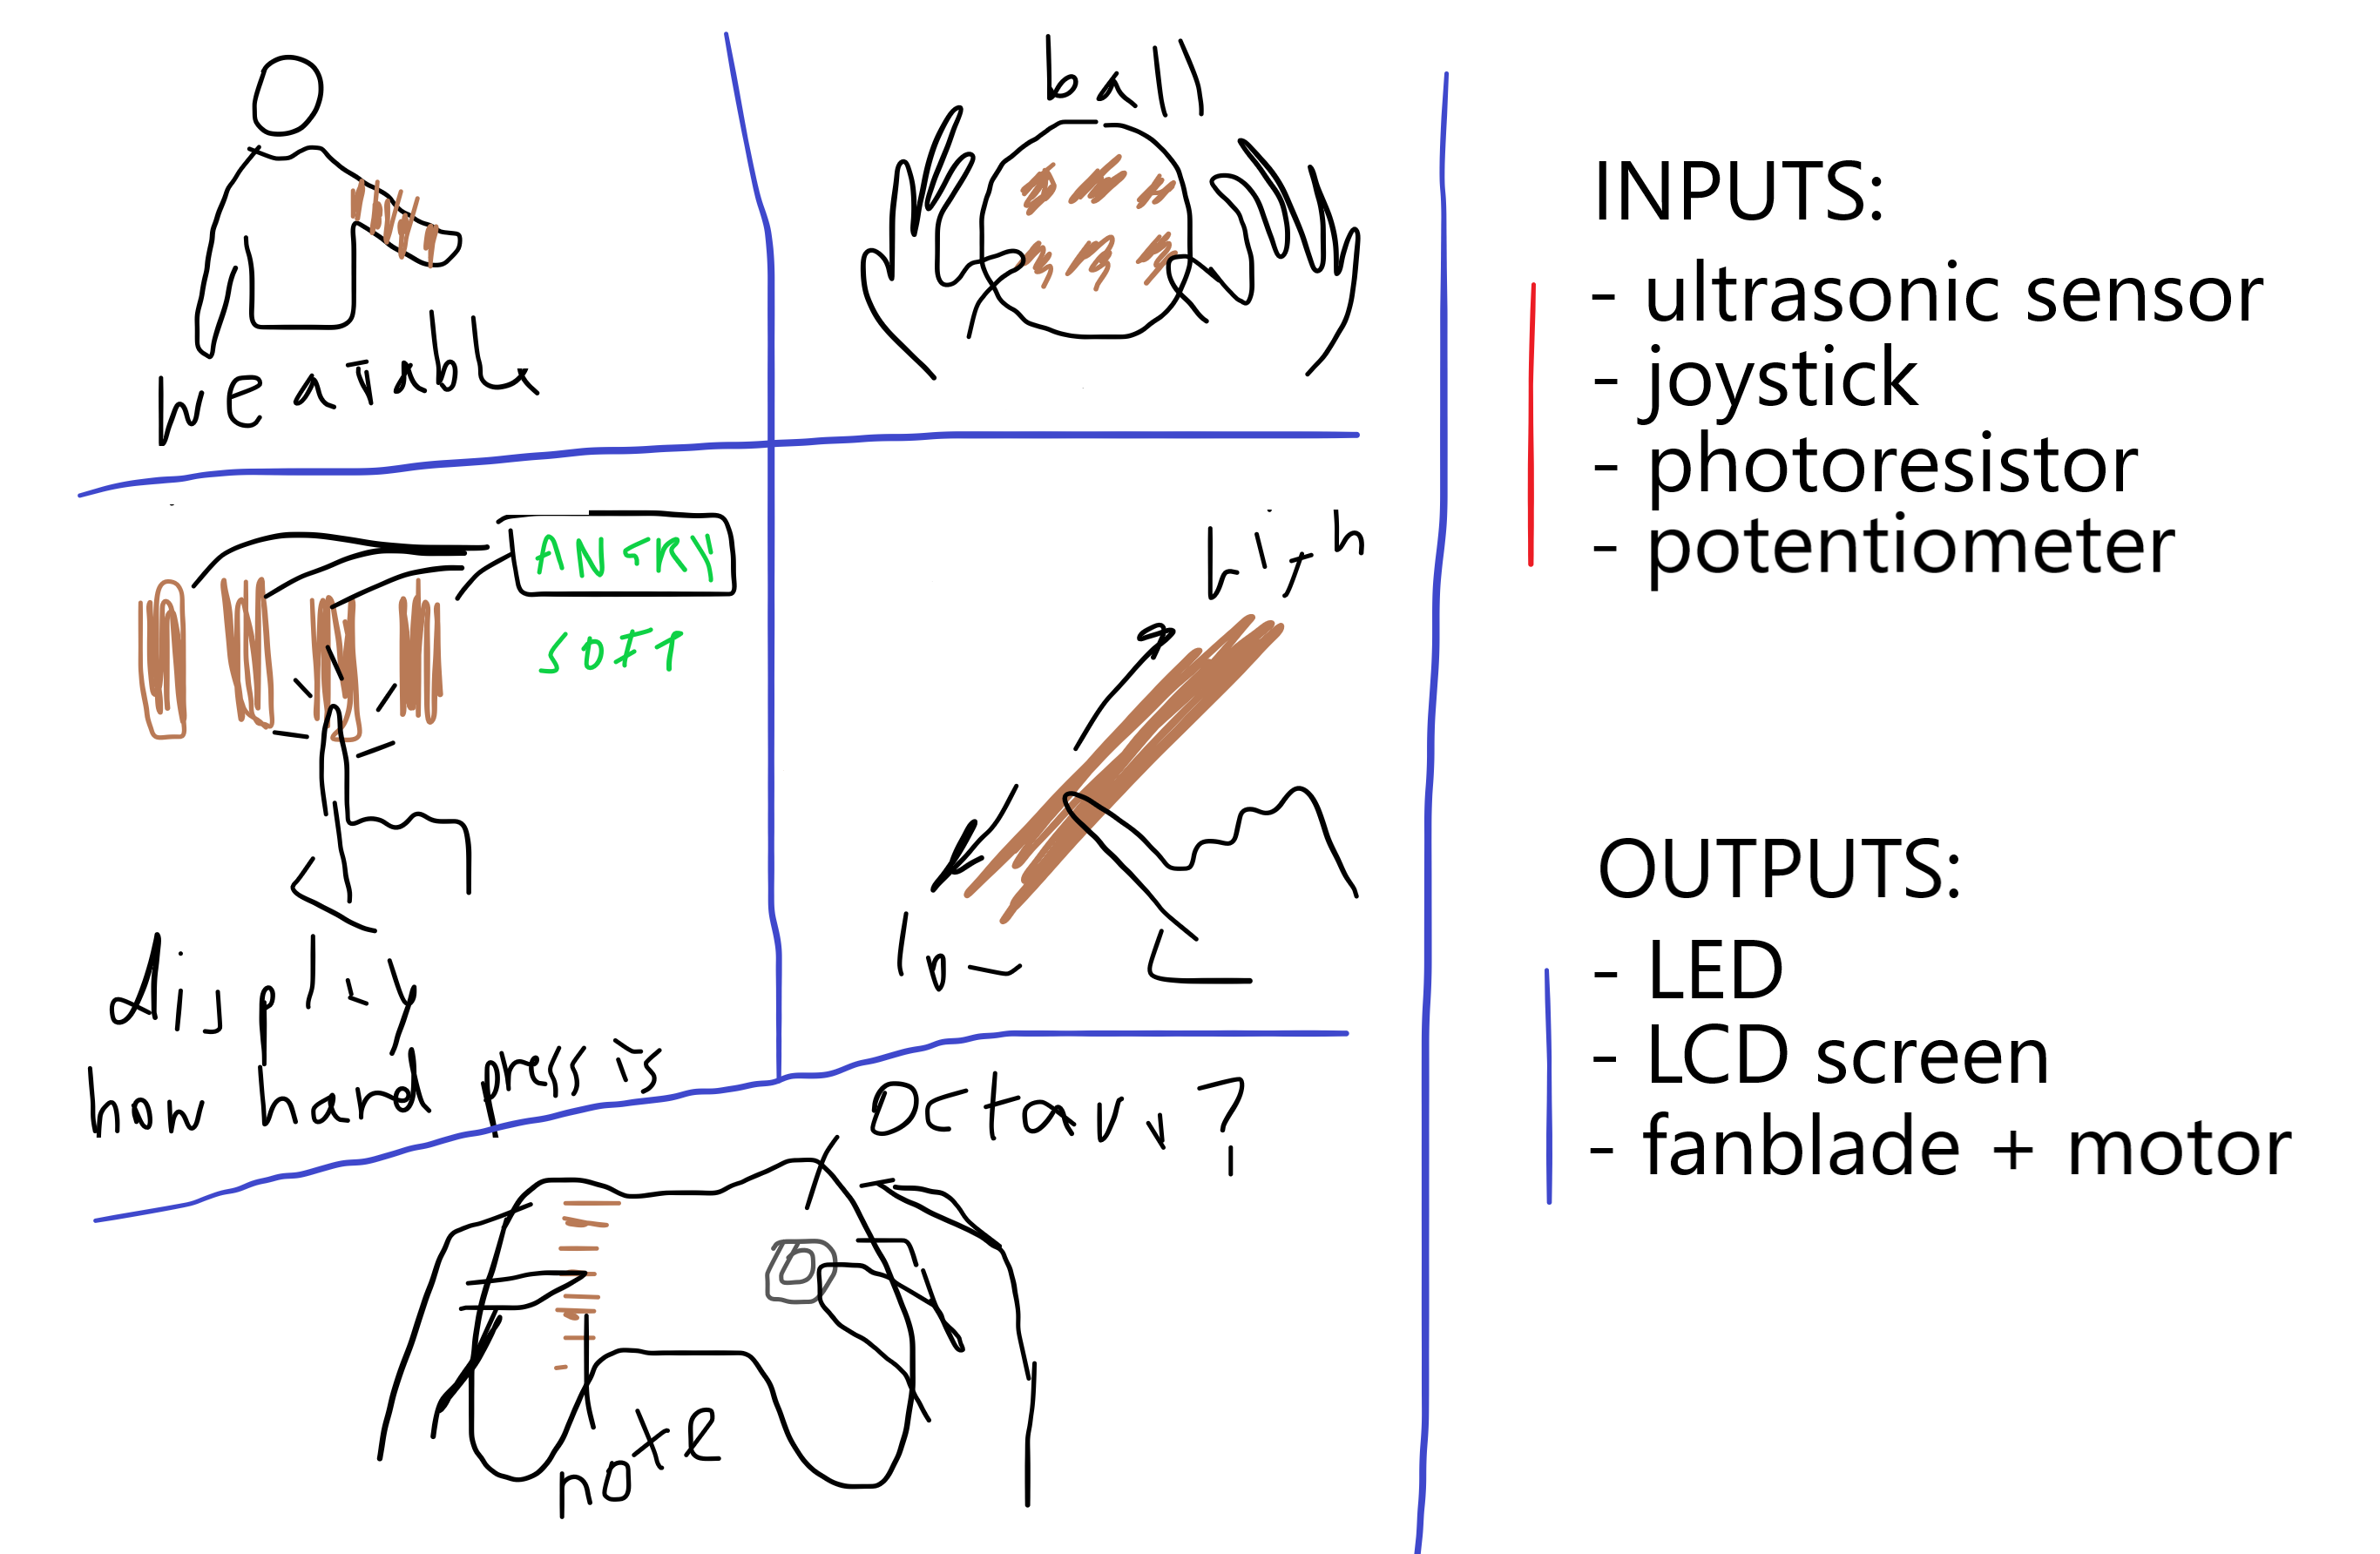 wearable
ball
ANGRY
SOFT
display
how hard press is
high
low
octave?
note
INPUTS:
- ultrasonic sensor
- joystick
- photoresistor
- potentiometer
OUTPUTS:
- LED
- LCD screen
- fanblade + motor